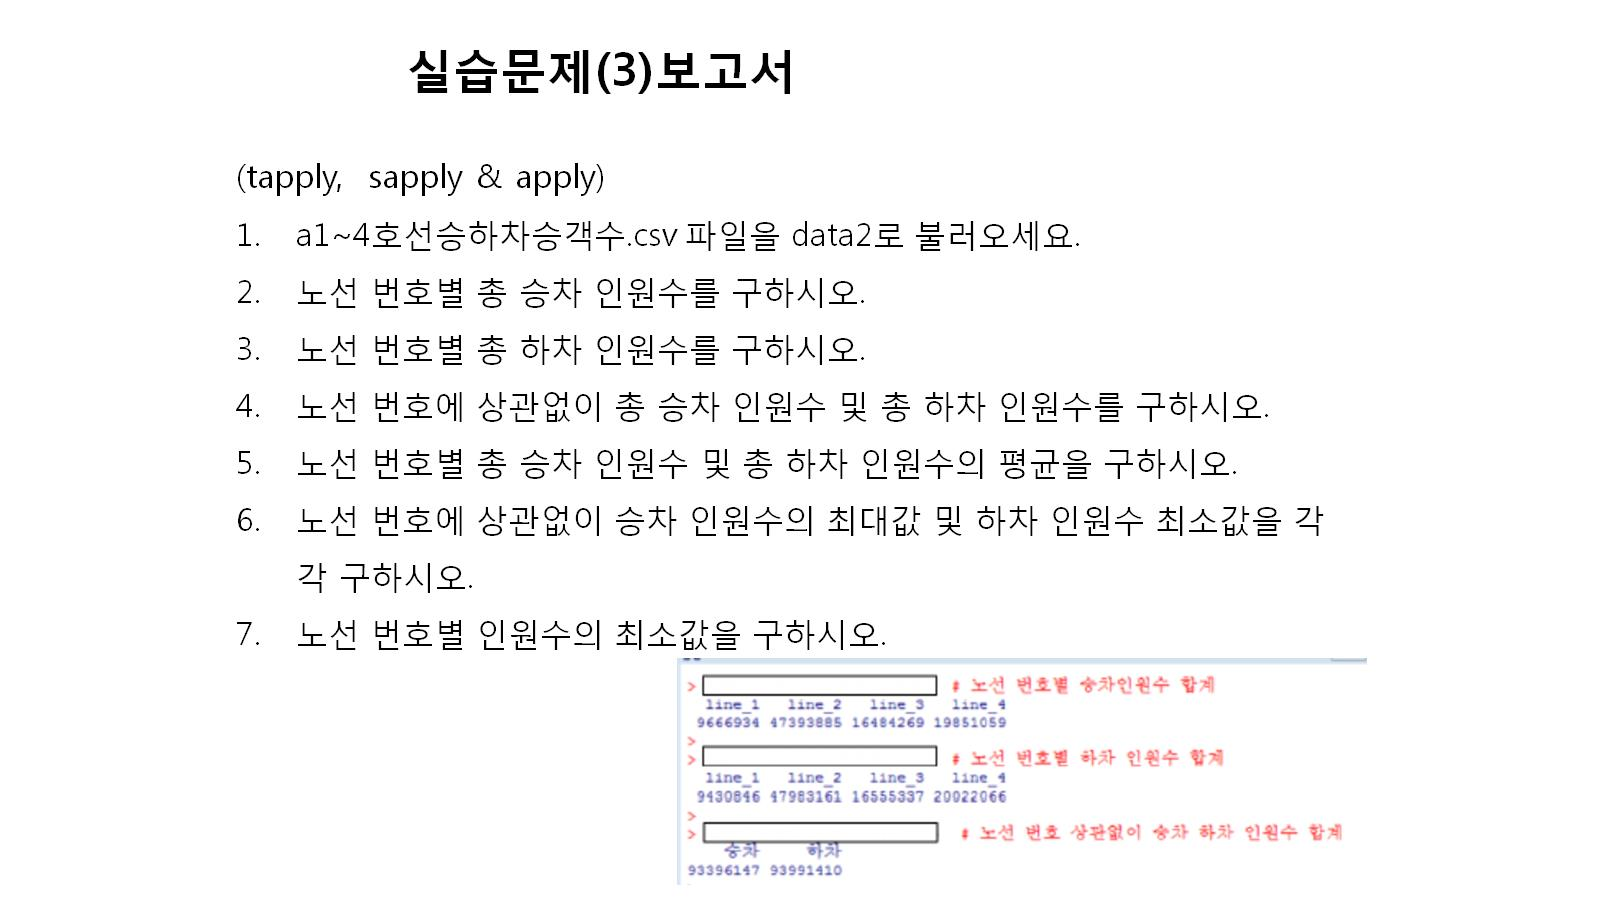 실습문제(3)보고서
(tapply, sapply & apply)
1. a1~4호선승하차승객수.csv 파일을 data2로 불러오세요.
2. 노선 번호별 총 승차 인원수를 구하시오.
3. 노선 번호별 총 하차 인원수를 구하시오.
4. 노선 번호에 상관없이 총 승차 인원수 및 총 하차 인원수를 구하시오.
5. 노선 번호별 총 승차 인원수 및 총 하차 인원수의 평균을 구하시오.
6. 노선 번호에 상관없이 승차 인원수의 최대값 및 하차 인원수 최소값을 각
각 구하시오.
7. 노선 번호별 인원수의 최소값을 구하시오.
> # 노선 번호별 승차인원수 합계
line_1 line_2 line_3 line_4
9666934 47393885 16484269 19851059
>
> # 노선 번호별 하차 인원수 합계
line_1 line_2 line_3 line_4
9430846 47983161 16555337 20022066
>
> # 노선 번호 상관없이 승차 하차 인원수 합계
승차 하차
93396147 93991410